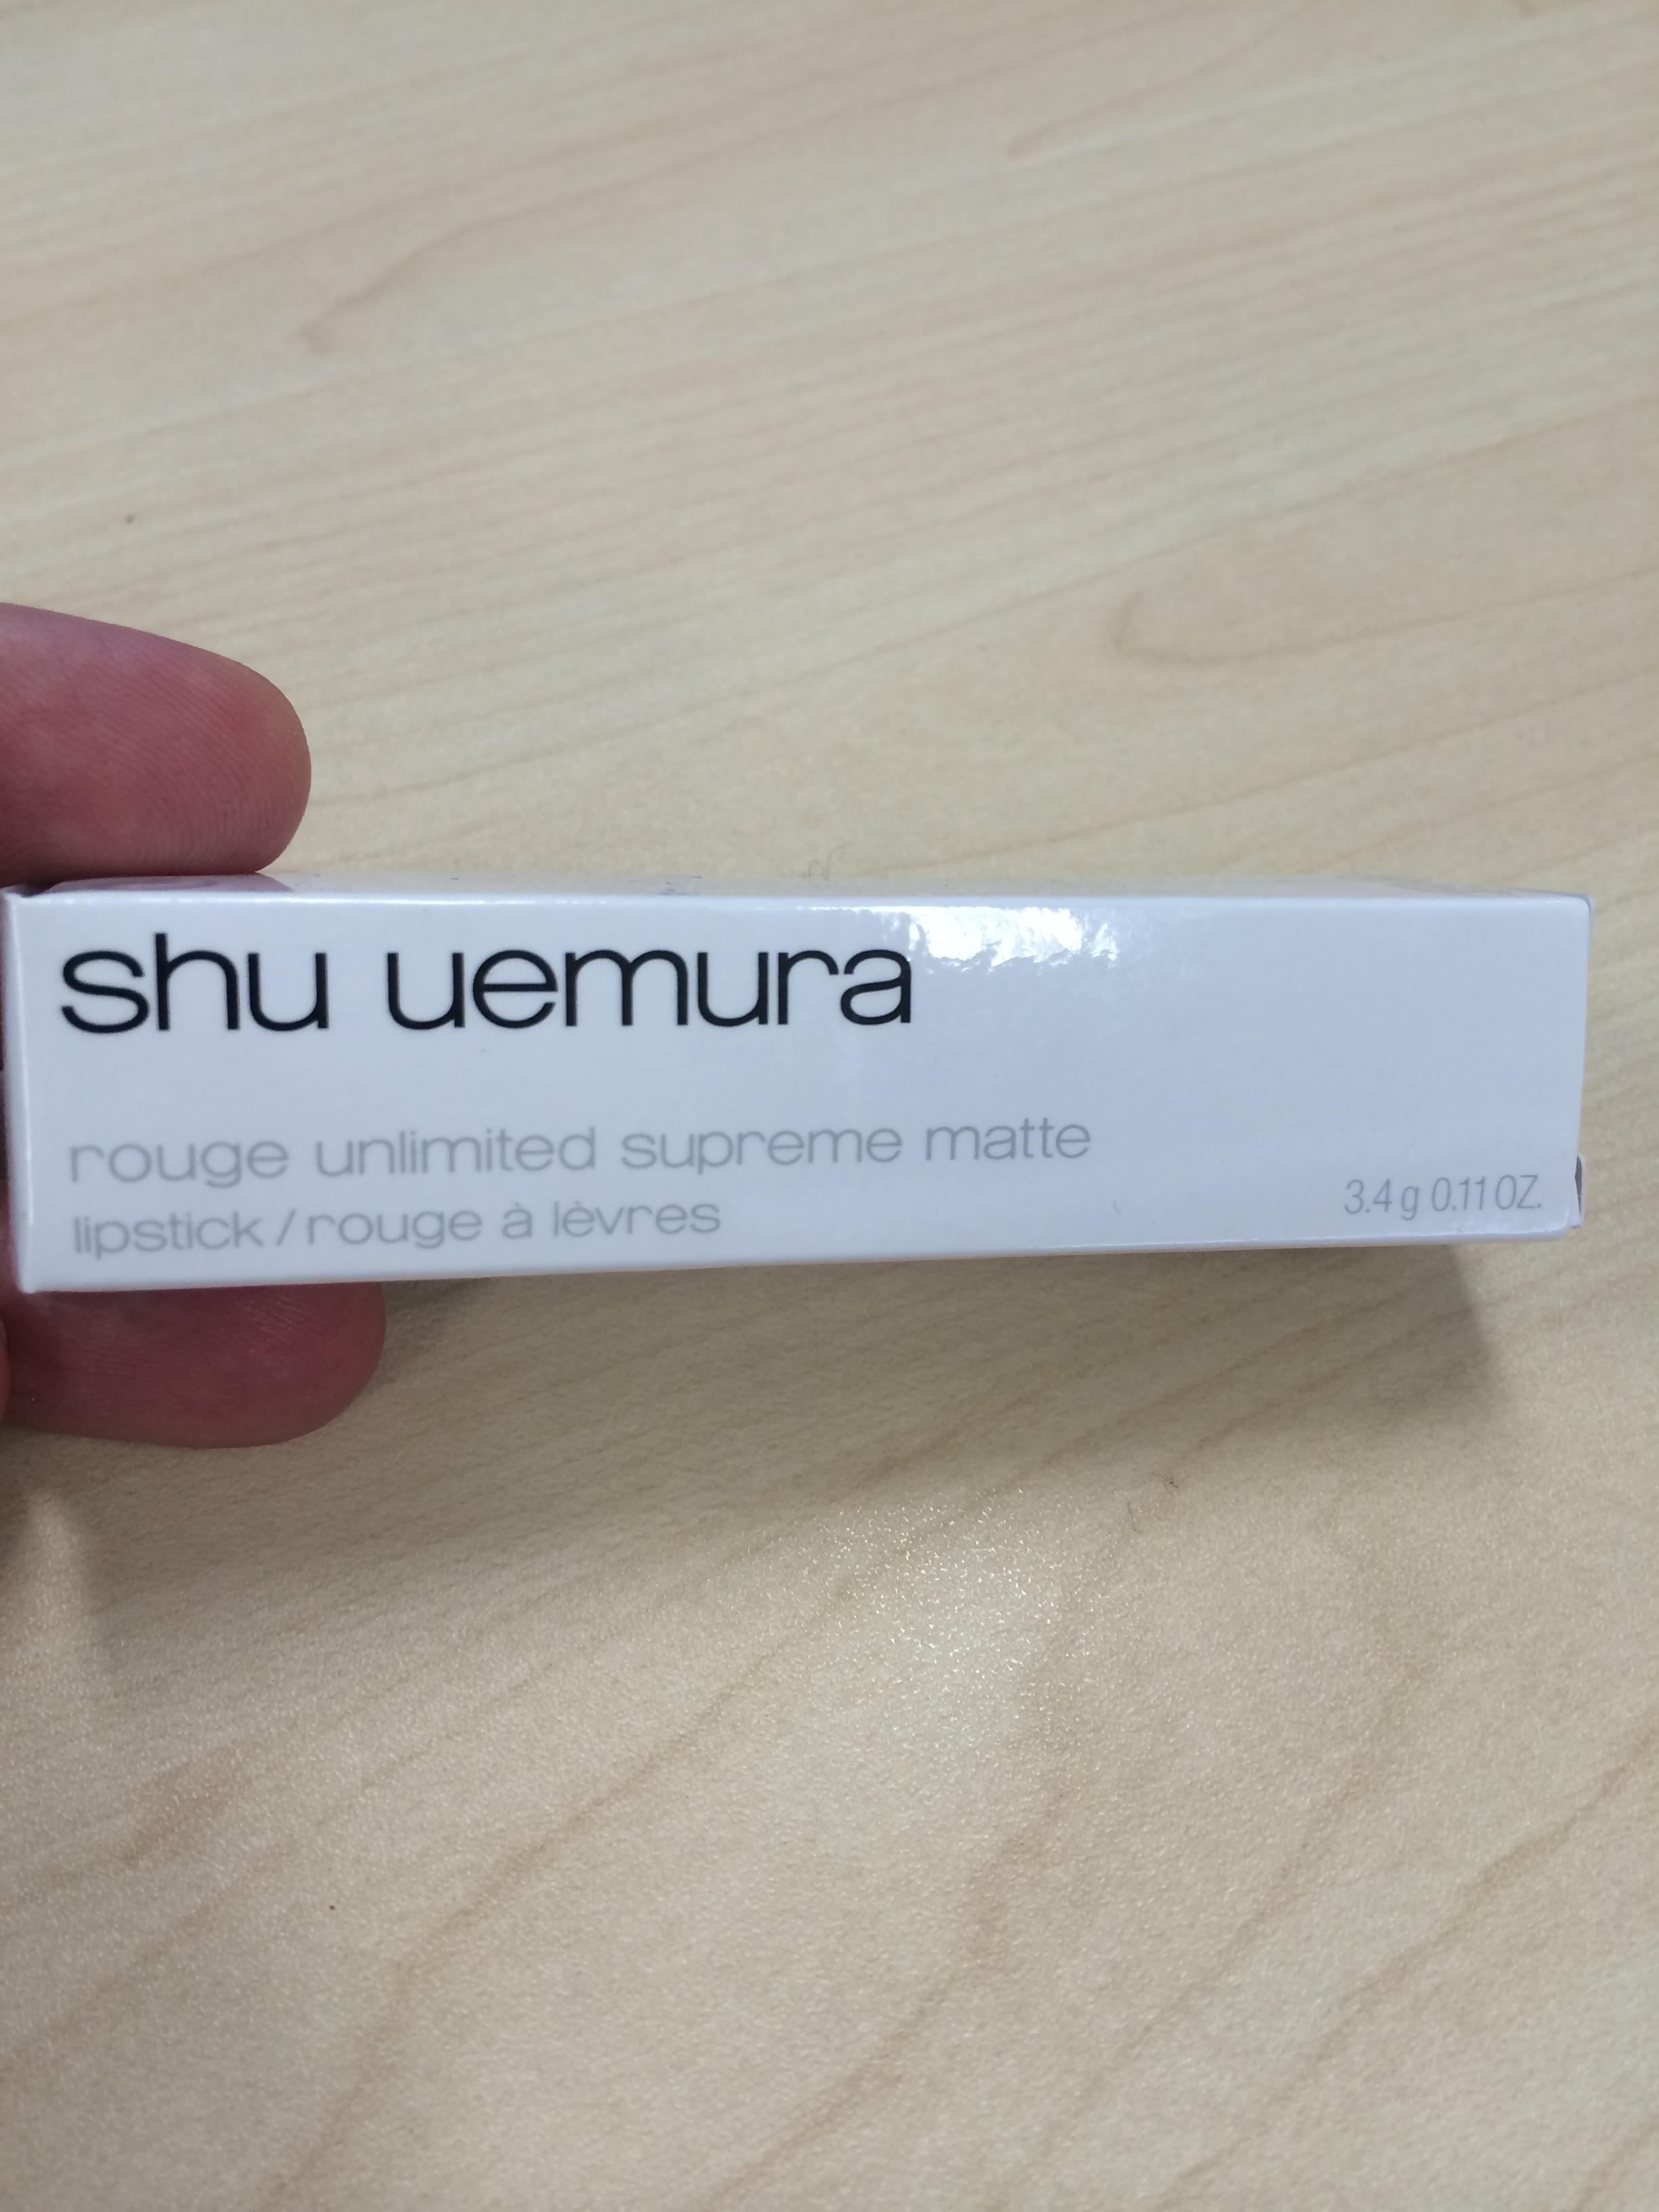 shu uemura
rouge unlimited supreme matte
lipstick / rouge à lèvres
3.4 g 0.11 OZ.